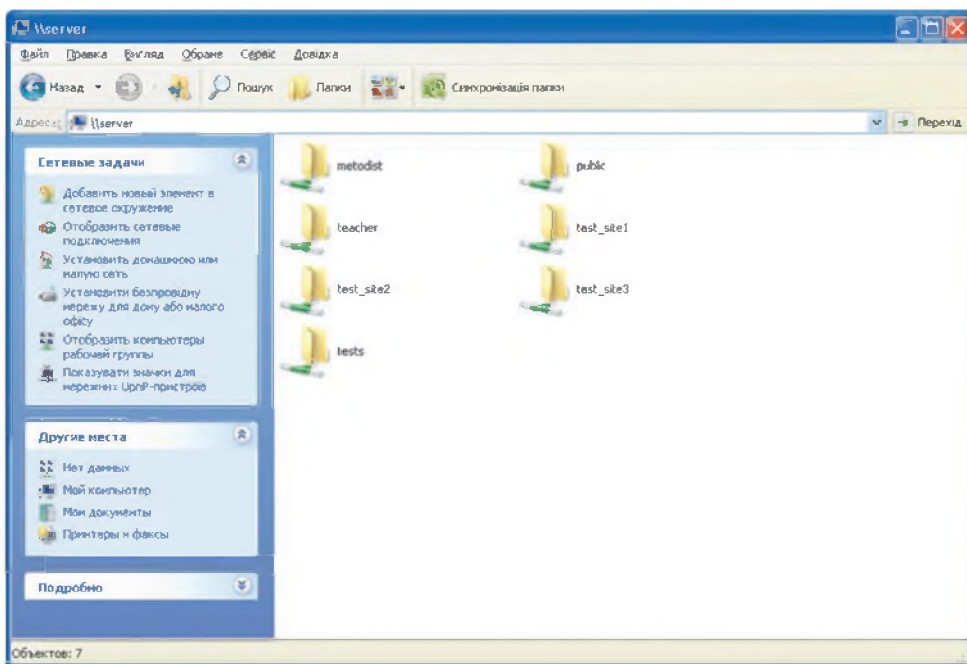 \\server
Файл Правка Вигляд Обране Сервіс Довідка
Назад Пошук Папки Синхронізація папки
Адреса: \\server Перехід
Сетевые задачи
Добавить новый элемент в
сетевое окружение
Отобразить сетевые
подключения
Установить домашнюю или
малую сеть
Установити безпровідну
мережу для дому або малого
офісу
Отобразить компьютеры
рабочей группы
Показувати значки для
мережних UpnP-пристроїв
Другие места
Нет данных
Мой компьютер
Мои документы
Принтеры и факсы
Подробно
metodist public
teacher test_site1
test_site2 test_site3
tests
Объектов: 7